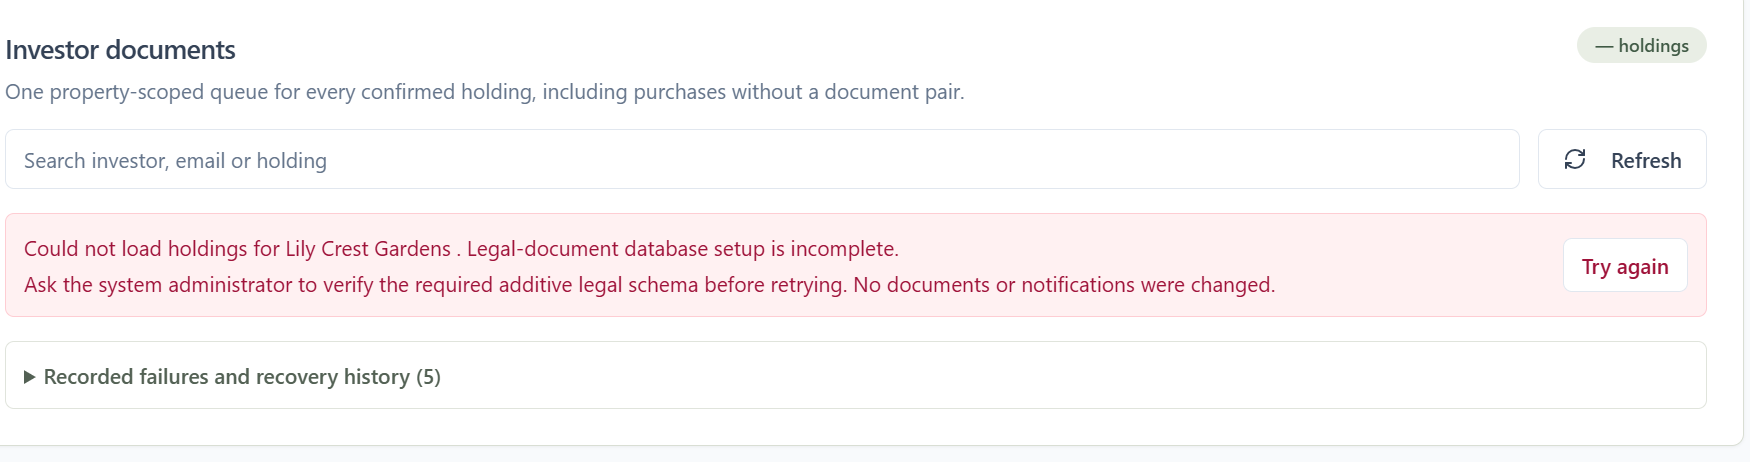 Investor documents
— holdings
One property-scoped queue for every confirmed holding, including purchases without a document pair.
Search investor, email or holding
Refresh
Could not load holdings for Lily Crest Gardens . Legal-document database setup is incomplete.
Ask the system administrator to verify the required additive legal schema before retrying. No documents or notifications were changed.
Try again
Recorded failures and recovery history (5)